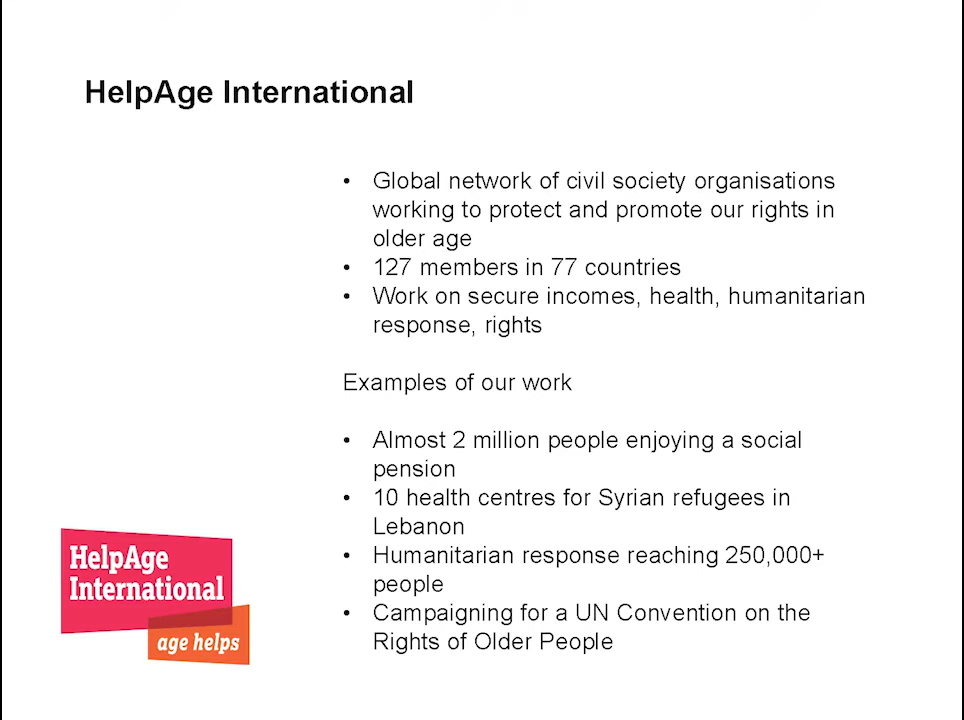 HelpAge International
• Global network of civil society organisations
working to protect and promote our rights in
older age
• 127 members in 77 countries
• Work on secure incomes, health, humanitarian
response, rights
Examples of our work
• Almost 2 million people enjoying a social
pension
• 10 health centres for Syrian refugees in
Lebanon
• Humanitarian response reaching 250,000+
people
• Campaigning for a UN Convention on the
Rights of Older People
HelpAge
International
age helps